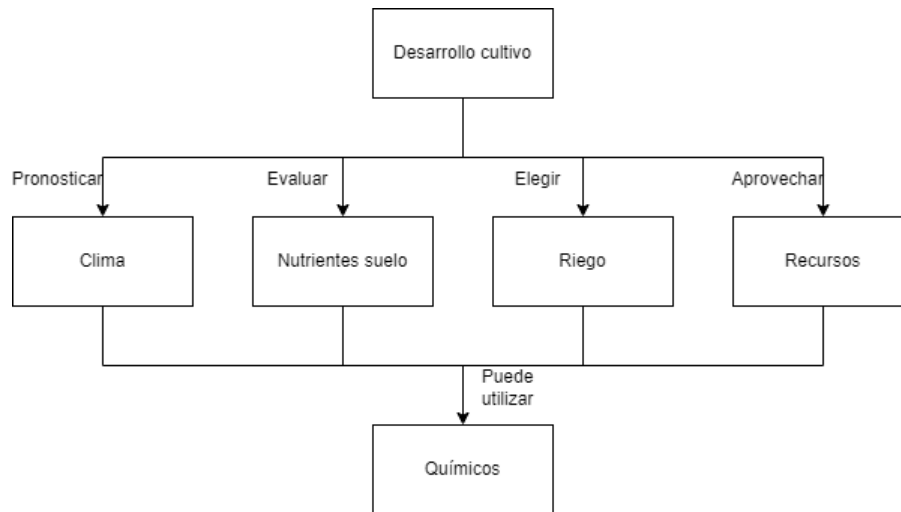 Desarrollo cultivo
Pronosticar
Evaluar
Elegir
Aprovechar
Clima
Nutrientes suelo
Riego
Recursos
Puede
utilizar
Químicos